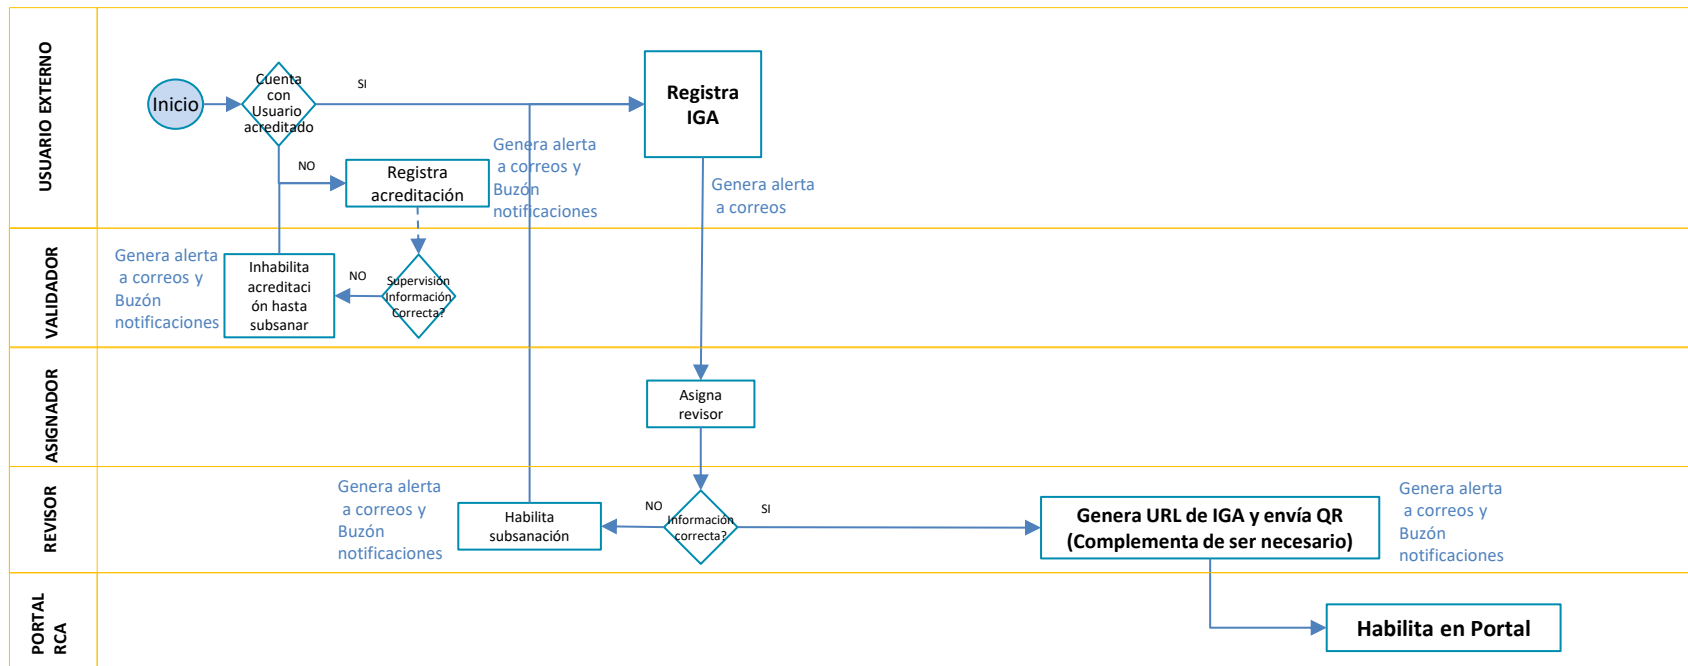 USUARIO EXTERNO
Inicio
Cuenta
con
Usuario
acreditado
SI
NO
Registra
acreditación
Genera alerta
a correos y
Buzón
notificaciones
Registra
IGA
Genera alerta
a correos
VALIDADOR
Genera alerta
a correos y
Buzón
notificaciones
Inhabilita
acreditaci
ón hasta
subsanar
NO
Supervisión
Información
Correcta?
ASIGNADOR
Asigna
revisor
REVISOR
Genera alerta
a correos y
Buzón
notificaciones
Habilita
subsanación
NO
Información
correcta?
SI
Genera URL de IGA y envía QR
(Complementa de ser necesario)
Genera alerta
a correos y
Buzón
notificaciones
PORTAL
RCA
Habilita en Portal